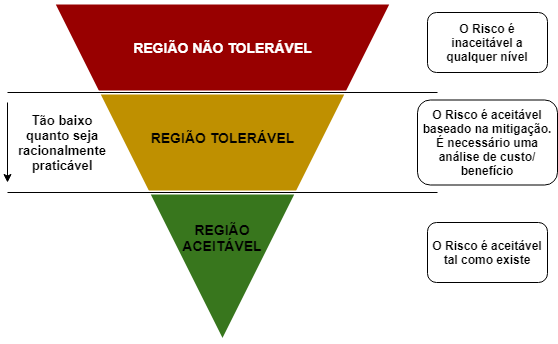 REGIÃO NÃO TOLERÁVEL
O Risco é
inaceitável a
qualquer nível
Tão baixo
quanto seja
racionalmente
praticável
REGIÃO TOLERÁVEL
O Risco é aceitável
baseado na mitigação.
É necessário uma
análise de custo/
benefício
REGIÃO
ACEITÁVEL
O Risco é aceitável
tal como existe